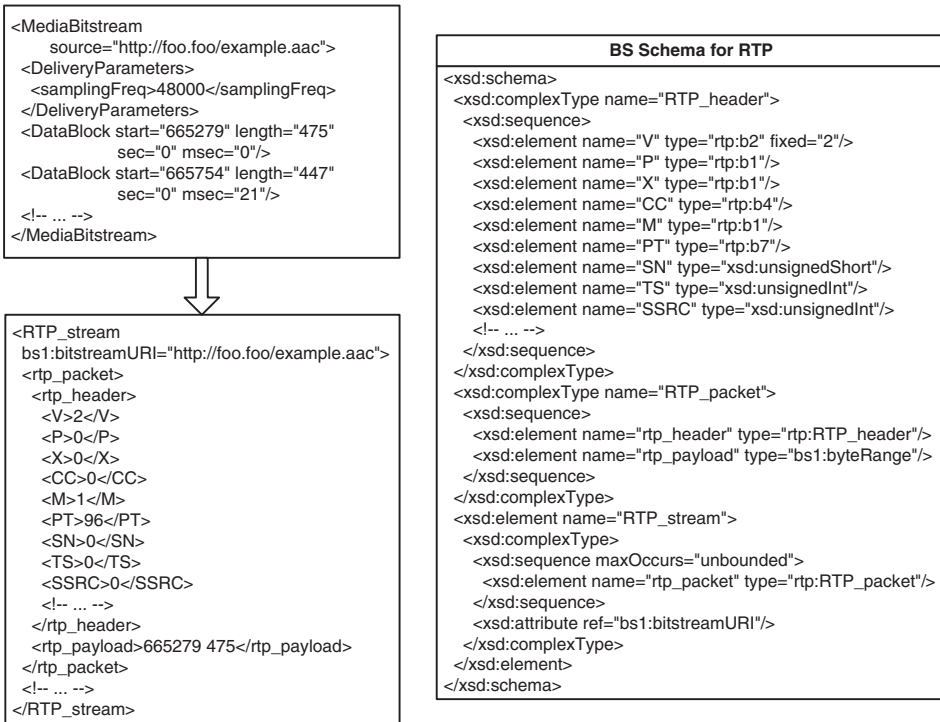 <MediaBitstream
source="http://foo.foo/example.aac">
<DeliveryParameters>
<samplingFreq>48000</samplingFreq>
</DeliveryParameters>
<DataBlock start="665279" length="475"
sec="0" msec="0"/>
<DataBlock start="665754" length="447"
sec="0" msec="21"/>
<!-- ... -->
</MediaBitstream>
<RTP_stream
bs1:bitstreamURI="http://foo.foo/example.aac">
<rtp_packet>
<rtp_header>
<V>2</V>
<P>0</P>
<X>0</X>
<CC>0</CC>
<M>1</M>
<PT>96</PT>
<SN>0</SN>
<TS>0</TS>
<SSRC>0</SSRC>
<!-- ... -->
</rtp_header>
<rtp_payload>665279 475</rtp_payload>
</rtp_packet>
<!-- ... -->
</RTP_stream>
BS Schema for RTP
<xsd:schema>
<xsd:complexType name="RTP_header">
<xsd:sequence>
<xsd:element name="V" type="rtp:b2" fixed="2"/>
<xsd:element name="P" type="rtp:b1"/>
<xsd:element name="X" type="rtp:b1"/>
<xsd:element name="CC" type="rtp:b4"/>
<xsd:element name="M" type="rtp:b1"/>
<xsd:element name="PT" type="rtp:b7"/>
<xsd:element name="SN" type="xsd:unsignedShort"/>
<xsd:element name="TS" type="xsd:unsignedInt"/>
<xsd:element name="SSRC" type="xsd:unsignedInt"/>
<!-- ... -->
</xsd:sequence>
</xsd:complexType>
<xsd:complexType name="RTP_packet">
<xsd:sequence>
<xsd:element name="rtp_header" type="rtp:RTP_header"/>
<xsd:element name="rtp_payload" type="bs1:byteRange"/>
</xsd:sequence>
</xsd:complexType>
<xsd:element name="RTP_stream">
<xsd:complexType>
<xsd:sequence maxOccurs="unbounded">
<xsd:element name="rtp_packet" type="rtp:RTP_packet"/>
</xsd:sequence>
<xsd:attribute ref="bs1:bitstreamURI"/>
</xsd:complexType>
</xsd:element>
</xsd:schema>